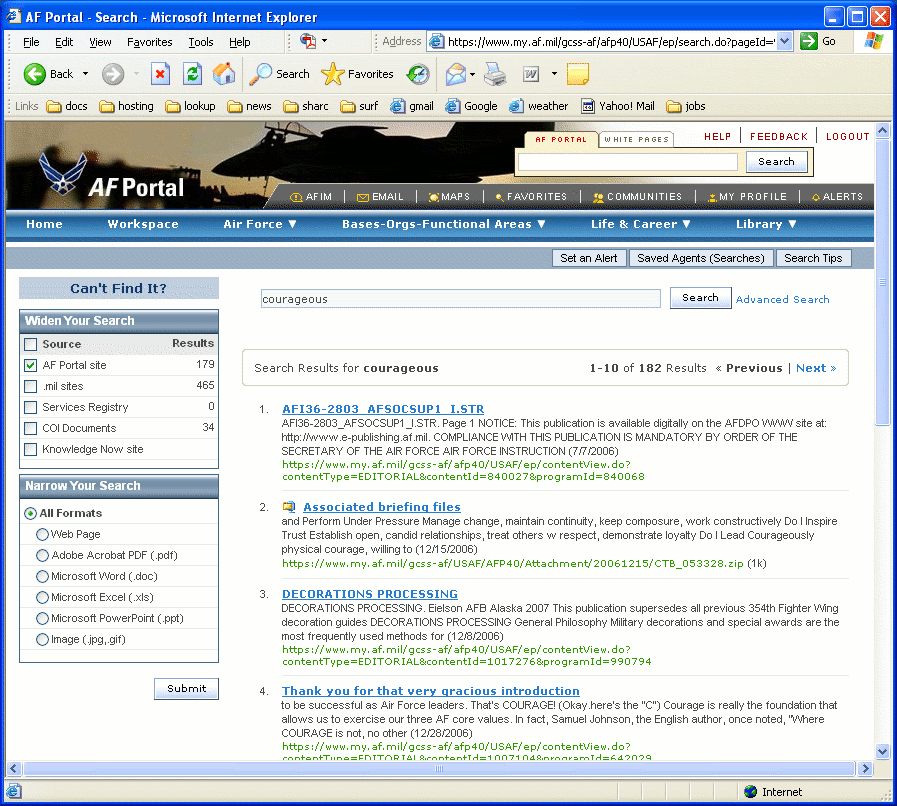 AF Portal - Search - Microsoft Internet Explorer
File Edit View Favorites Tools Help Address https://www.my.af.mil/gcss-af/afp40/USAF/ep/search.do?pageId=' Go
Back Search Favorites
Links docs hosting lookup news sharc surf gmail Google weather Yahoo! Mail jobs
AF PORTAL WHITE PAGES HELP FEEDBACK LOGOUT
Search
AF Portal
AFIM EMAIL MAPS FAVORITES COMMUNITIES MY PROFILE ALERTS
Home Workspace Air Force ▼ Bases-Orgs-Functional Areas ▼ Life & Career ▼ Library ▼
Set an Alert Saved Agents (Searches) Search Tips
Can't Find It?
Widen Your Search
Source Results
AF Portal site 179
.mil sites 465
Services Registry 0
COI Documents 34
Knowledge Now site
Narrow Your Search
All Formats
Web Page
Adobe Acrobat PDF (.pdf)
Microsoft Word (.doc)
Microsoft Excel (.xls)
Microsoft PowerPoint (.ppt)
Image (.jpg,.gif)
Submit
courageous Search Advanced Search
Search Results for courageous 1-10 of 182 Results « Previous | Next »
1. AFI36-2803_AFSOCSUP1_I.STR
AFI36-2803_AFSOCSUP1_I.STR. Page 1 NOTICE: This publication is available digitally on the AFDPO WWW site at:
http://www.e-publishing.af.mil. COMPLIANCE WITH THIS PUBLICATION IS MANDATORY BY ORDER OF THE
SECRETARY OF THE AIR FORCE AIR FORCE INSTRUCTION (7/7/2006)
https://www.my.af.mil/gcss-af/afp40/USAF/ep/contentView.do?
contentType=EDITORIAL&contentId=840027&programId=840068
2. Associated briefing files
and Perform Under Pressure Manage change, maintain continuity, keep composure, work constructively Do I Inspire
Trust Establish open, candid relationships, treat others w respect, demonstrate loyalty Do I Lead Courageously
physical courage, willing to (12/15/2006)
https://www.my.af.mil/gcss-af/USAF/AFP40/Attachment/20061215/CTB_053328.zip (1k)
3. DECORATIONS PROCESSING
DECORATIONS PROCESSING. Eielson AFB Alaska 2007 This publication supersedes all previous 354th Fighter Wing
decoration guides DECORATIONS PROCESSING General Philosophy Military decorations and special awards are the
most frequently used methods for (12/8/2006)
https://www.my.af.mil/gcss-af/afp40/USAF/ep/contentView.do?
contentType=EDITORIAL&contentId=1017276&programId=990794
4. Thank you for that very gracious introduction
to be successful as Air Force leaders. That's COURAGE! (Okay.here's the "C") Courage is really the foundation that
allows us to exercise our three AF core values. In fact, Samuel Johnson, the English author, once noted, "Where
COURAGE is not, no other (12/28/2006)
https://www.my.af.mil/gcss-af/afp40/USAF/ep/contentView.do?
contentType=EDITORIAL&contentId=1007104&programId=642029
Internet